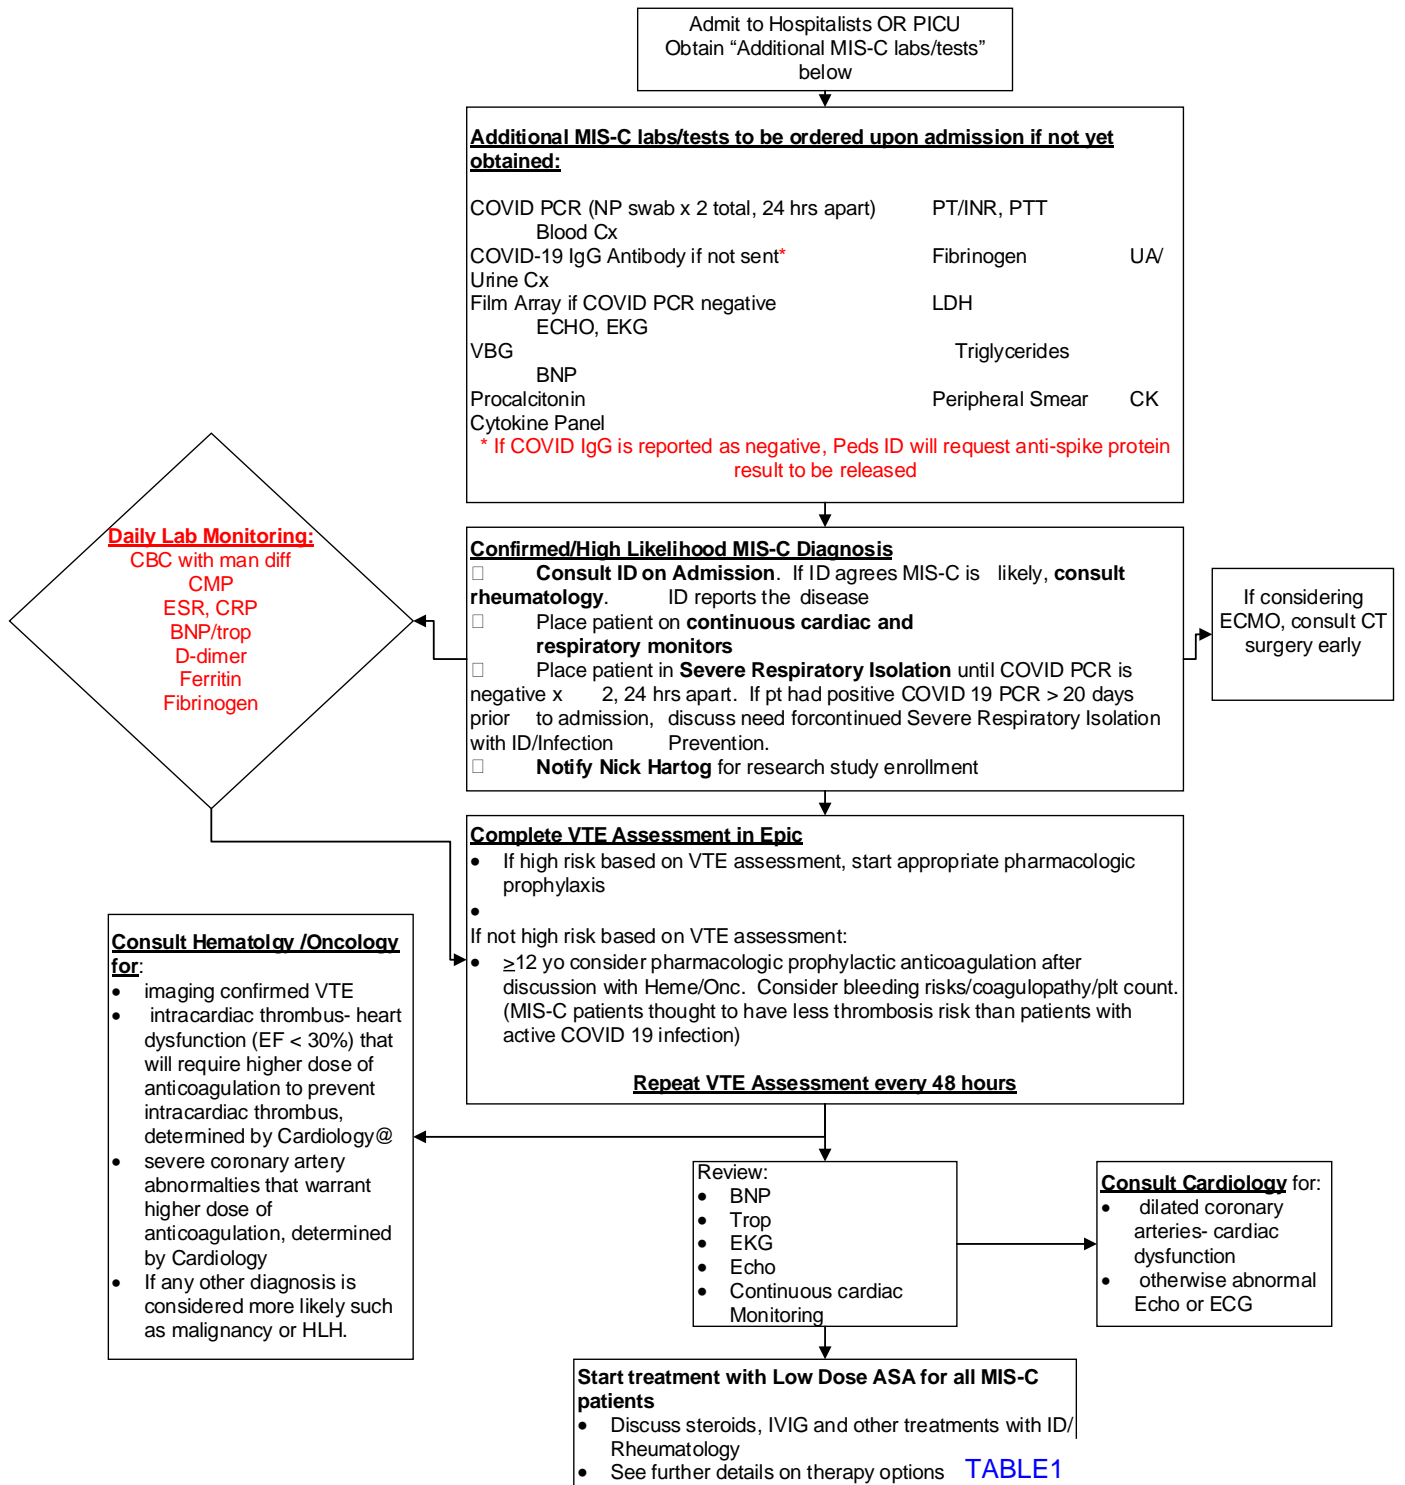 Admit to Hospitalists OR PICU
Obtain “Additional MIS-C labs/tests”
below
Additional MIS-C labs/tests to be ordered upon admission if not yet
obtained:
COVID PCR (NP swab x 2 total, 24 hrs apart) PT/INR, PTT
Blood Cx
COVID-19 IgG Antibody if not sent* Fibrinogen UA/
Urine Cx
Film Array if COVID PCR negative LDH
ECHO, EKG
VBG Triglycerides
BNP
Procalcitonin Peripheral Smear CK
Cytokine Panel
* If COVID IgG is reported as negative, Peds ID will request anti-spike protein
result to be released
Daily Lab Monitoring:
CBC with man diff
CMP
ESR, CRP
BNP/trop
D-dimer
Ferritin
Fibrinogen
Confirmed/High Likelihood MIS-C Diagnosis
□ Consult ID on Admission. If ID agrees MIS-C is likely, consult
rheumatology. ID reports the disease
□ Place patient on continuous cardiac and
respiratory monitors
□ Place patient in Severe Respiratory Isolation until COVID PCR is
negative x 2, 24 hrs apart. If pt had positive COVID 19 PCR > 20 days
prior to admission, discuss need forcontinued Severe Respiratory Isolation
with ID/Infection Prevention.
□ Notify Nick Hartog for research study enrollment
If considering
ECMO, consult CT
surgery early
Complete VTE Assessment in Epic
• If high risk based on VTE assessment, start appropriate pharmacologic
prophylaxis
•
If not high risk based on VTE assessment:
• ≥12 yo consider pharmacologic prophylactic anticoagulation after
discussion with Heme/Onc. Consider bleeding risks/coagulopathy/plt count.
(MIS-C patients thought to have less thrombosis risk than patients with
active COVID 19 infection)
Repeat VTE Assessment every 48 hours
Consult Hematolgy /Oncology
for:
• imaging confirmed VTE
• intracardiac thrombus- heart
dysfunction (EF < 30%) that
will require higher dose of
anticoagulation to prevent
intracardiac thrombus,
determined by Cardiology@
• severe coronary artery
abnormalties that warrant
higher dose of
anticoagulation, determined
by Cardiology
• If any other diagnosis is
considered more likely such
as malignancy or HLH.
Review:
• BNP
• Trop
• EKG
• Echo
• Continuous cardiac
Monitoring
Consult Cardiology for:
• dilated coronary
arteries- cardiac
dysfunction
• otherwise abnormal
Echo or ECG
Start treatment with Low Dose ASA for all MIS-C
patients
• Discuss steroids, IVIG and other treatments with ID/
Rheumatology
• See further details on therapy options TABLE1